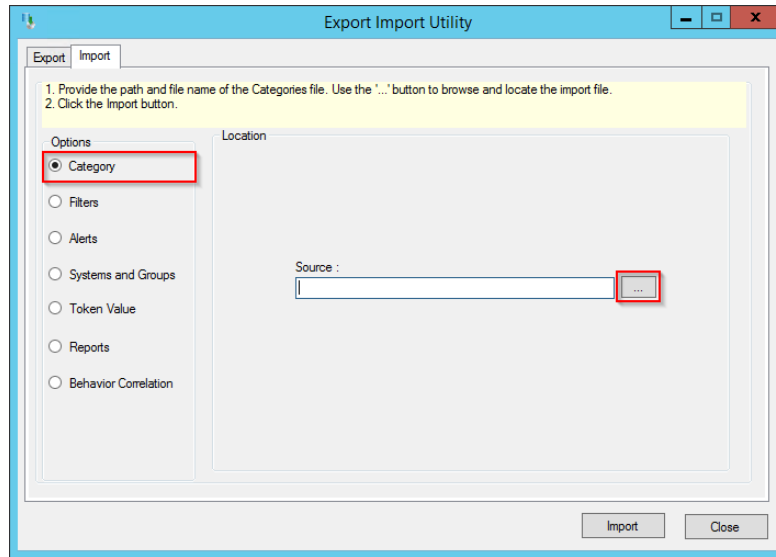 Export Import Utility
Export
Import
1. Provide the path and file name of the Categories file. Use the '...' button to browse and locate the import file.
2. Click the Import button.
Options
Location
Category
Filters
Alerts
Systems and Groups
Source :
...
Token Value
Reports
Behavior Correlation
Import
Close